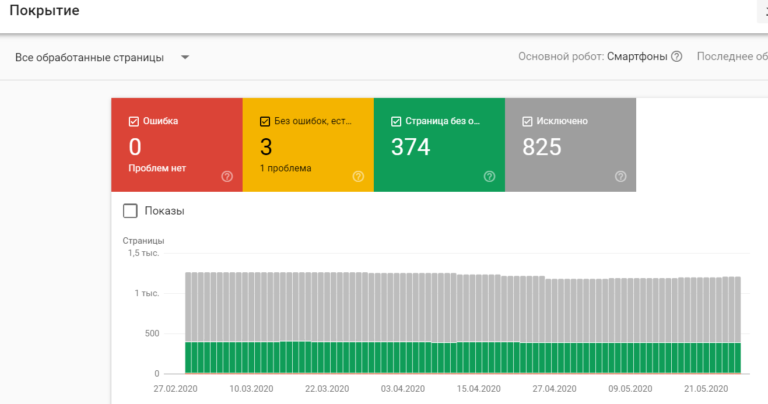 Покрытие
Все обработанные страницы
Основной робот: Смартфоны Последнее об
Ошибка
0
Проблем нет
Без ошибок, ест...
3
1 проблема
Страница без о...
374
Исключено
825
Показы
Страницы
1,5 тыс.
1 тыс.
500
0
27.02.2020 10.03.2020 22.03.2020 03.04.2020 15.04.2020 27.04.2020 09.05.2020 21.05.2020